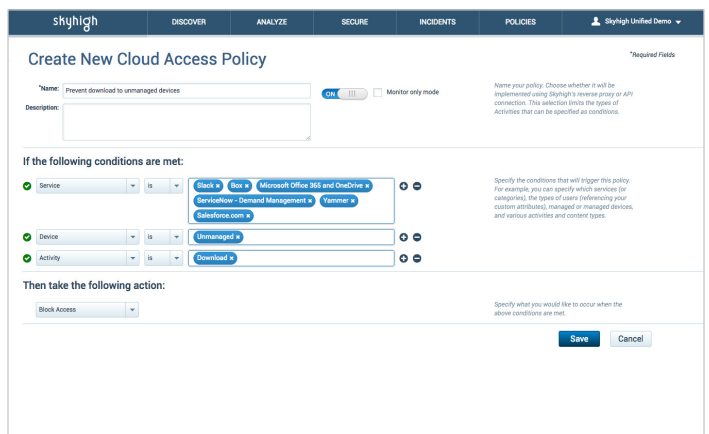 skyhigh
DISCOVER
ANALYZE
SECURE
INCIDENTS
POLICIES
Skyhigh Unified Demo
Create New Cloud Access Policy
*Required Fields
*Name:
Prevent download to unmanaged devices
ON
Monitor only mode
Name your policy. Choose whether it will be
implemented using Skyhigh's reverse proxy or API
connection. This selection limits the types of
Activities that can be specified as conditions.
Description:
If the following conditions are met:
Service
is
Slack ×
Box ×
Microsoft Office 365 and OneDrive ×
ServiceNow - Demand Management ×
Yammer ×
Salesforce.com ×
Specify the conditions that will trigger this policy.
For example, you can specify which services (or
categories), the types of users (referencing your
custom attributes), managed or managed devices,
and various activities and content types.
Device
is
Unmanaged ×
Activity
is
Download ×
Then take the following action:
Block Access
Specify what you would like to occur when the
above conditions are met.
Save
Cancel